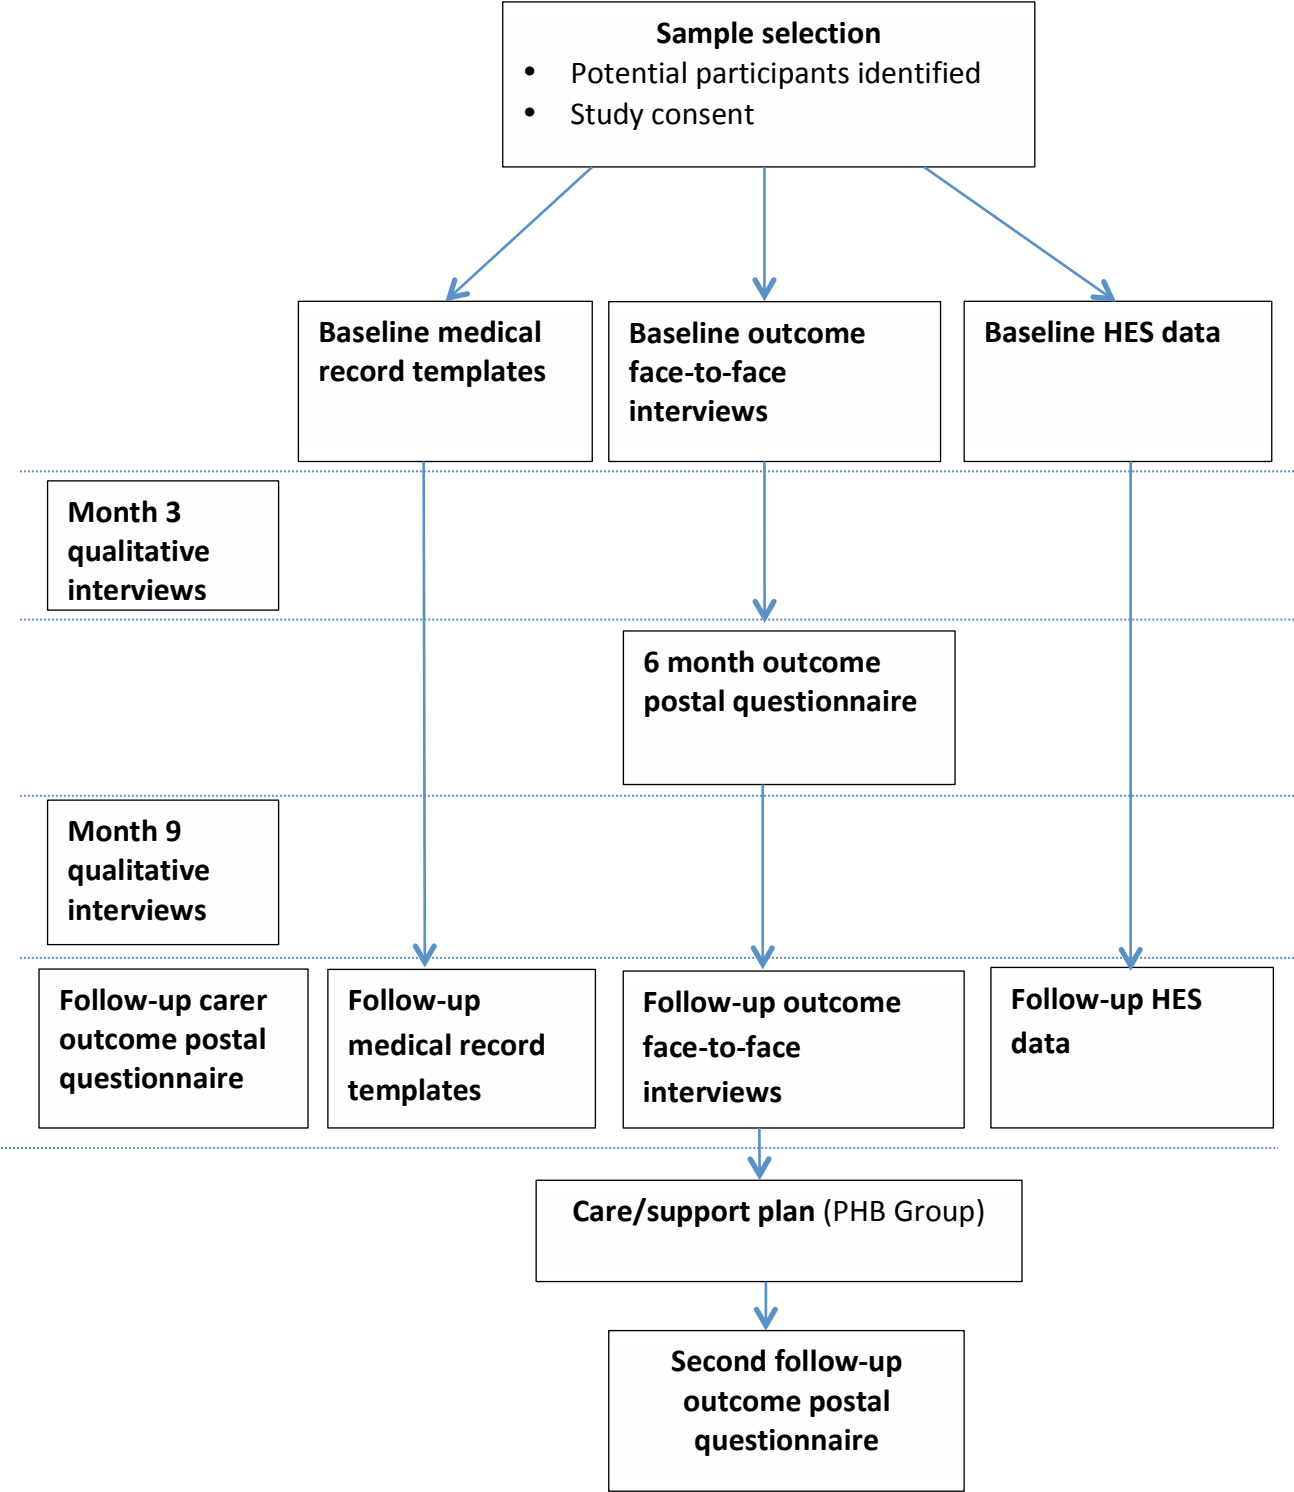 Sample selection
• Potential participants identified
• Study consent
Baseline medical
record templates
Baseline outcome
face-to-face
interviews
Baseline HES data
Month 3
qualitative
interviews
6 month outcome
postal questionnaire
Month 9
qualitative
interviews
Follow-up carer
outcome postal
questionnaire
Follow-up
medical record
templates
Follow-up outcome
face-to-face
interviews
Follow-up HES
data
Care/support plan (PHB Group)
Second follow-up
outcome postal
questionnaire